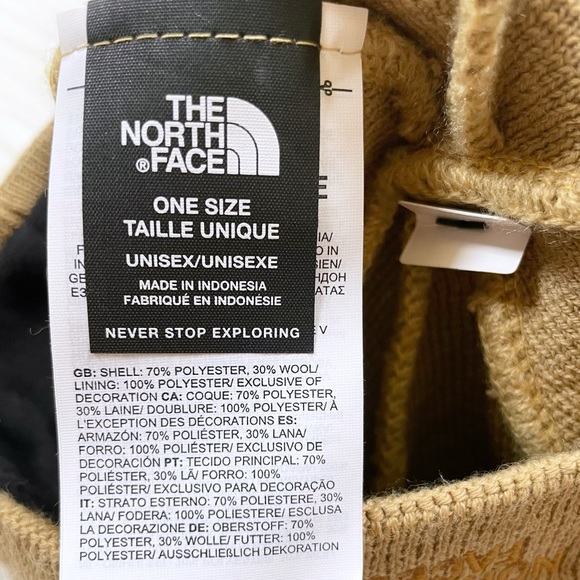 THE
NORTH
®FACE
ONE SIZE
TAILLE UNIQUE
UNISEX/UNISEXE
MADE IN INDONESIA
FABRIQUÉ EN INDONÉSIE
NEVER STOP EXPLORING
GB: SHELL: 70% POLYESTER, 30% WOOL/
LINING: 100% POLYESTER/ EXCLUSIVE OF
DECORATION CA: COQUE: 70% POLYESTER,
30% LAINE/ DOUBLURE: 100% POLYESTER/ À
L'EXCEPTION DES DÉCORATIONS ES:
ARMAZÓN: 70% POLIÉSTER, 30% LANA/
FORRO: 100% POLIÉSTER/ EXCLUSIVO DE
DECORACIÓN PT: TECIDO PRINCIPAL: 70%
POLIÉSTER, 30% LÃ/ FORRO: 100%
POLIÉSTER/ EXCLUSIVO PARA DECORAÇÃO
IT: STRATO ESTERNO: 70% POLIESTERE, 30%
LANA/ FODERA: 100% POLIESTERE/ ESCLUSA
LA DECORAZIONE DE: OBERSTOFF: 70%
POLYESTER, 30% WOLLE/ FUTTER: 100%
POLYESTER/ AUSSCHLIEßLICH DEKORATION